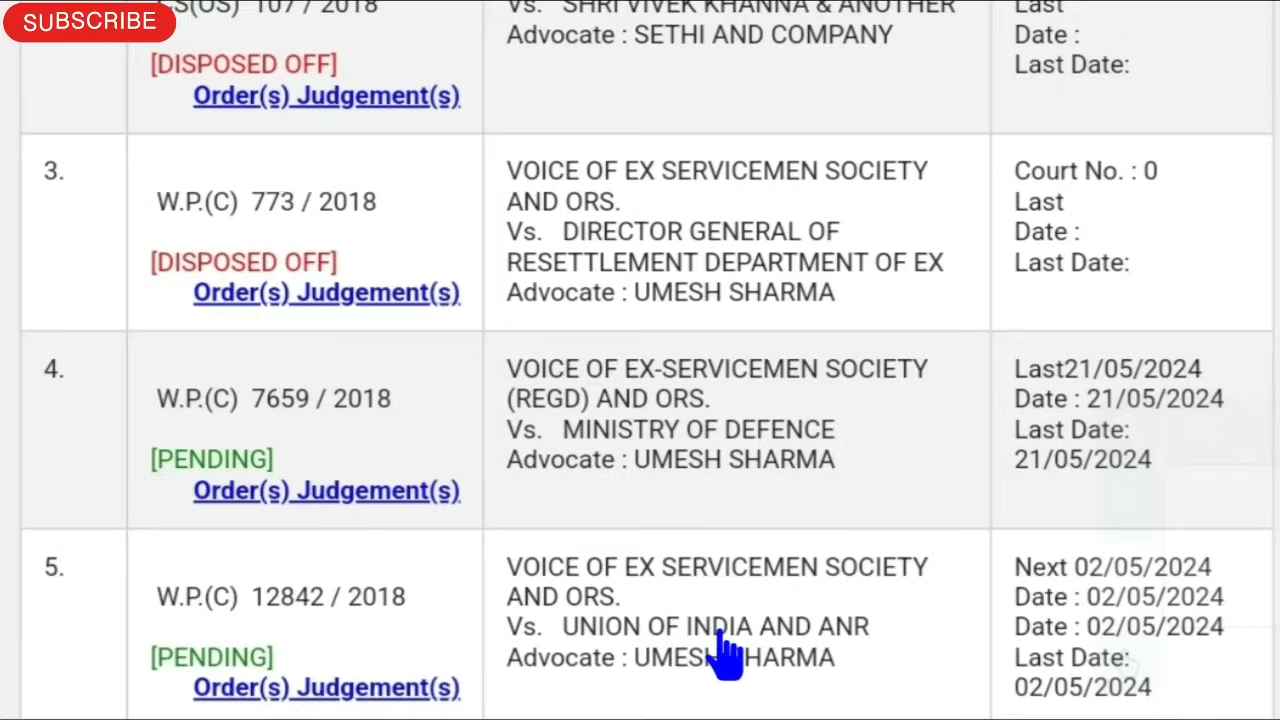 SUBSCRIBE
CS(OS) 107 / 2018
[DISPOSED OFF]
Order(s) Judgement(s)
Vs. SHRI VIVEK KHANNA & ANOTHER
Advocate : SETHI AND COMPANY
Last
Date :
Last Date:
3.
W.P.(C) 773 / 2018
[DISPOSED OFF]
Order(s) Judgement(s)
VOICE OF EX SERVICEMEN SOCIETY
AND ORS.
Vs. DIRECTOR GENERAL OF
RESETTLEMENT DEPARTMENT OF EX
Advocate : UMESH SHARMA
Court No. : 0
Last
Date :
Last Date:
4.
W.P.(C) 7659 / 2018
[PENDING]
Order(s) Judgement(s)
VOICE OF EX-SERVICEMEN SOCIETY
(REGD) AND ORS.
Vs. MINISTRY OF DEFENCE
Advocate : UMESH SHARMA
Last21/05/2024
Date : 21/05/2024
Last Date:
21/05/2024
5.
W.P.(C) 12842 / 2018
[PENDING]
Order(s) Judgement(s)
VOICE OF EX SERVICEMEN SOCIETY
AND ORS.
Vs. UNION OF INDIA AND ANR
Advocate : UMESH SHARMA
Next 02/05/2024
Date : 02/05/2024
Date : 02/05/2024
Last Date:
02/05/2024